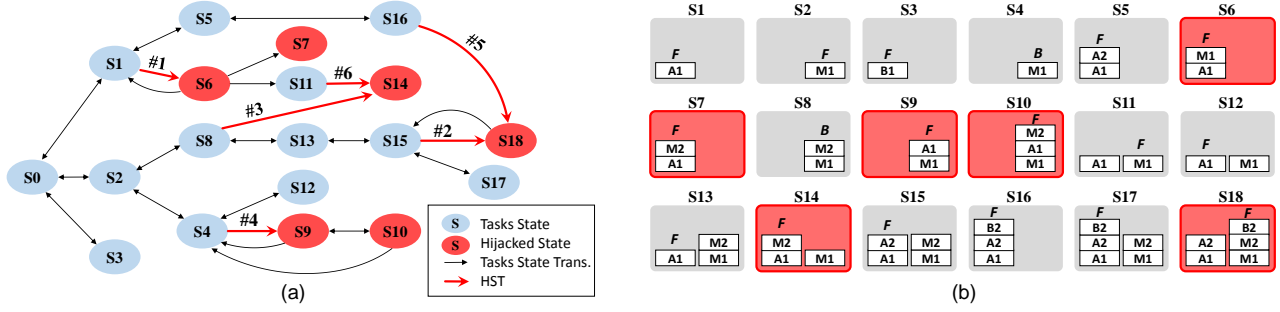 S5
S16
S7
S1
#1
#5
S6
S11
#6
S14
#3
S8
S13
S15
#2
S18
S0
S2
S12
S17
S4
#4
S9
S10
S3
S Tasks State
S Hijacked State
Tasks State Trans.
HST
(a)
S1 S2 S3 S4 S5 S6
F
A1
F
M1
F
B1
B
M1
F
A2
A1
F
M1
A1
S7 S8 S9 S10 S11 S12
F
M2
A1
B
M2
M1
F
A1
M1
F
M2
A1
M1
F
A1 M1
F
A1 M1
S13 S14 S15 S16 S17 S18
F
M2
A1 M1
F
M2
A1 M1
F
A2 M2
A1 M1
F
B2
A2
A1
F
B2
A2 M2
A1 M1
F
B2
A2 M2
A1 M1
(b)